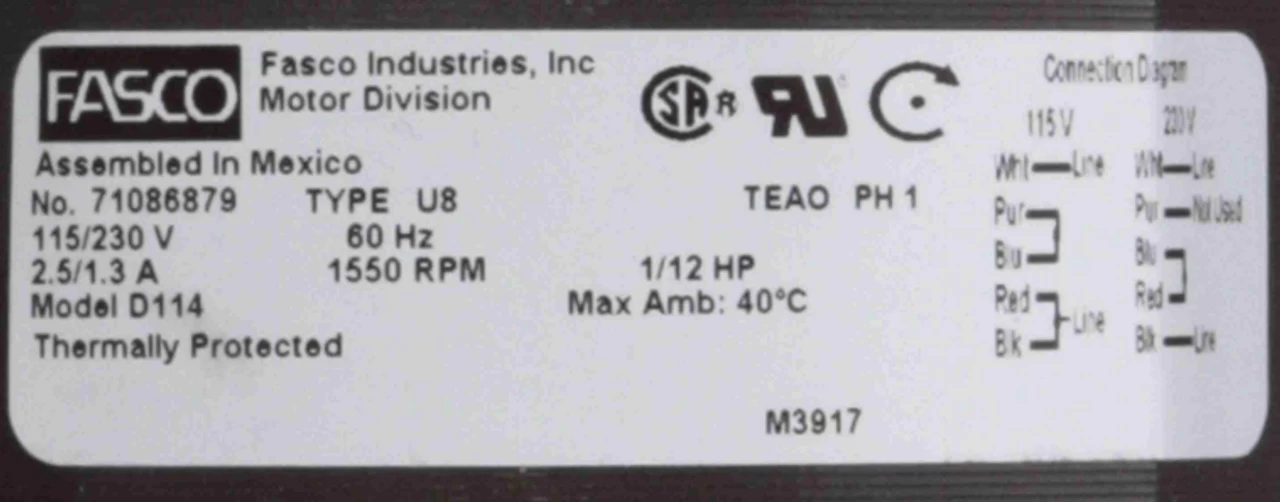 FASCO
Fasco Industries, Inc
Motor Division
Assembled In Mexico
No. 71086879 TYPE U8 TEAO PH 1
115/230 V 60 Hz
2.5/1.3 A 1550 RPM 1/12 HP
Model D114 Max Amb: 40°C
Thermally Protected
M3917
Connection Diagram
115 V 230 V
Wht Line Wht Line
Pur Pur Not Used
Blu Blu
Red Red
Line
Blk Blk Line